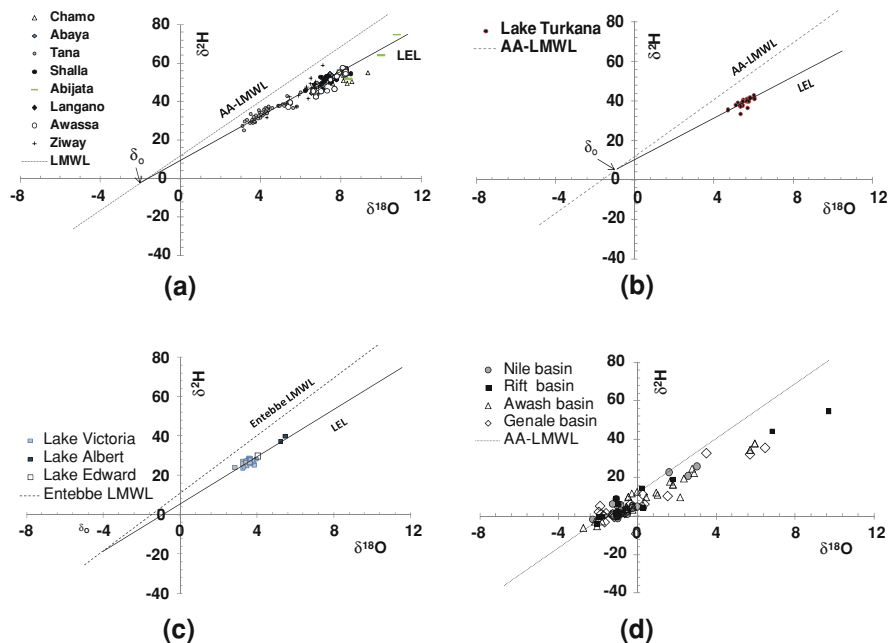 80
δ²H
Chamo
Abaya
Tana
Shalla
Abijata
Langano
Awassa
Ziway
LMWL
60
40
20
0
-20
-40
AA-LMWL
LEL
δo
-8
-4
0
4
8
12
δ¹⁸O
(a)
80
δ²H
Lake Turkana
AA-LMWL
60
40
20
0
-20
-40
AA-LMWL
LEL
δo
-8
-4
0
4
8
12
δ¹⁸O
(b)
80
δ²H
60
40
20
0
-20
-40
Entebbe LMWL
LEL
Lake Victoria
Lake Albert
Lake Edward
Entebbe LMWL
δo
-8
-4
0
4
8
12
δ¹⁸O
(c)
80
δ²H
Nile basin
Rift basin
Awash basin
Genale basin
AA-LMWL
60
40
20
0
-20
-40
-8
-4
0
4
8
12
δ¹⁸O
(d)